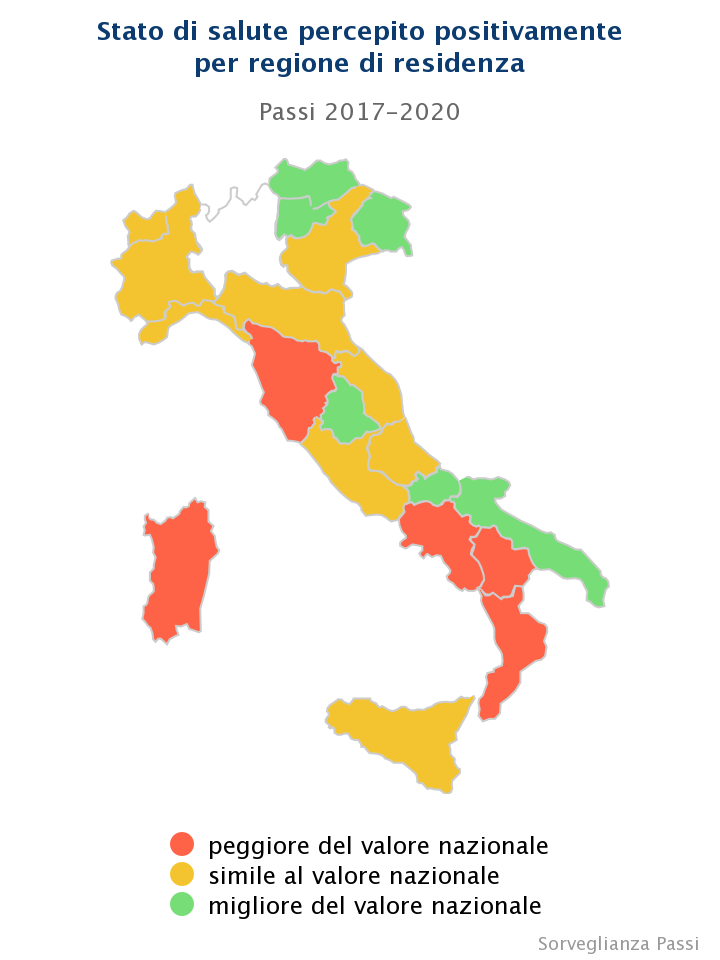 Stato di salute percepito positivamente
per regione di residenza
Passi 2017-2020
peggiore del valore nazionale
simile al valore nazionale
migliore del valore nazionale
Sorveglianza Passi